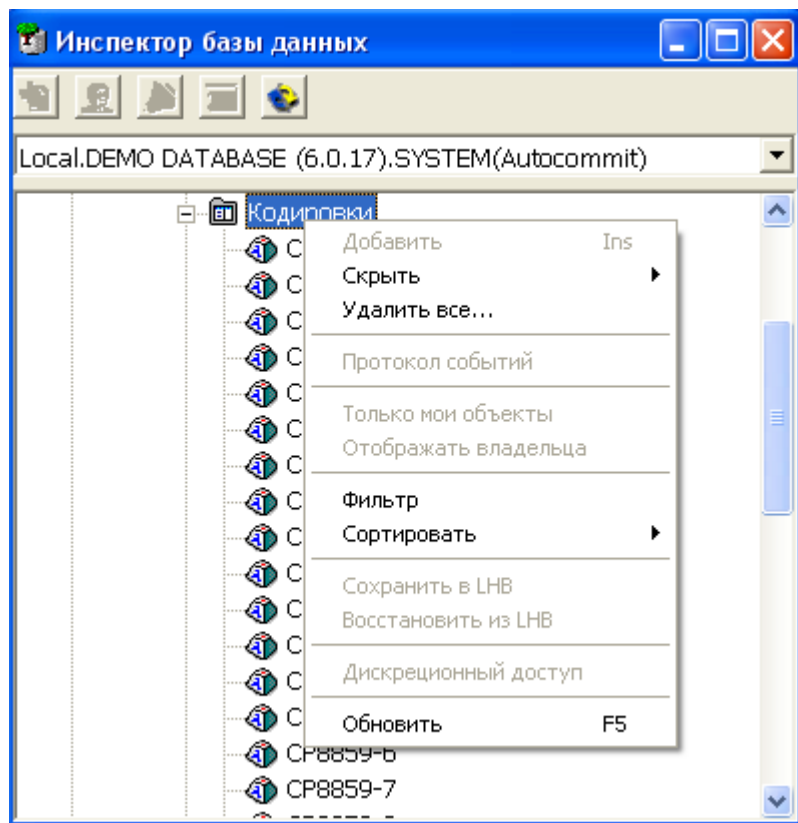 Инспектор базы данных
Local.DEMO DATABASE (6.0.17).SYSTEM(Autocommit)
Кодировки
Добавить Ins
Скрыть
Удалить все...
Протокол событий
Только мои объекты
Отображать владельца
Фильтр
Сортировать
Сохранить в LHB
Восстановить из LHB
Дискреционный доступ
Обновить F5
CP8859-6
CP8859-7